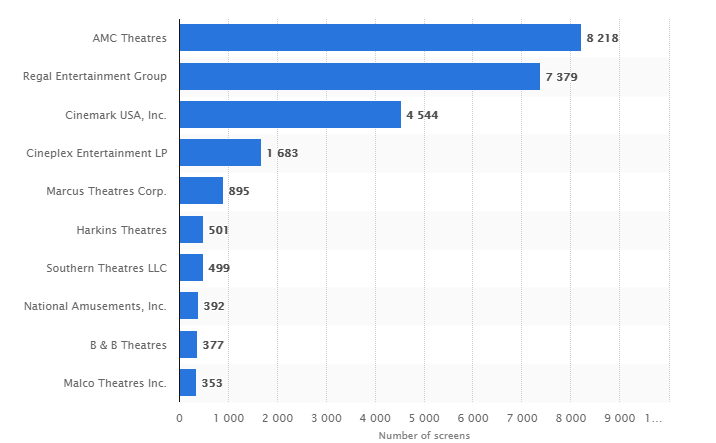 AMC Theatres 8 218
Regal Entertainment Group 7 379
Cinemark USA, Inc. 4 544
Cineplex Entertainment LP 1 683
Marcus Theatres Corp. 895
Harkins Theatres 501
Southern Theatres LLC 499
National Amusements, Inc. 392
B & B Theatres 377
Malco Theatres Inc. 353
0 1 000 2 000 3 000 4 000 5 000 6 000 7 000 8 000 9 000 1...
Number of screens